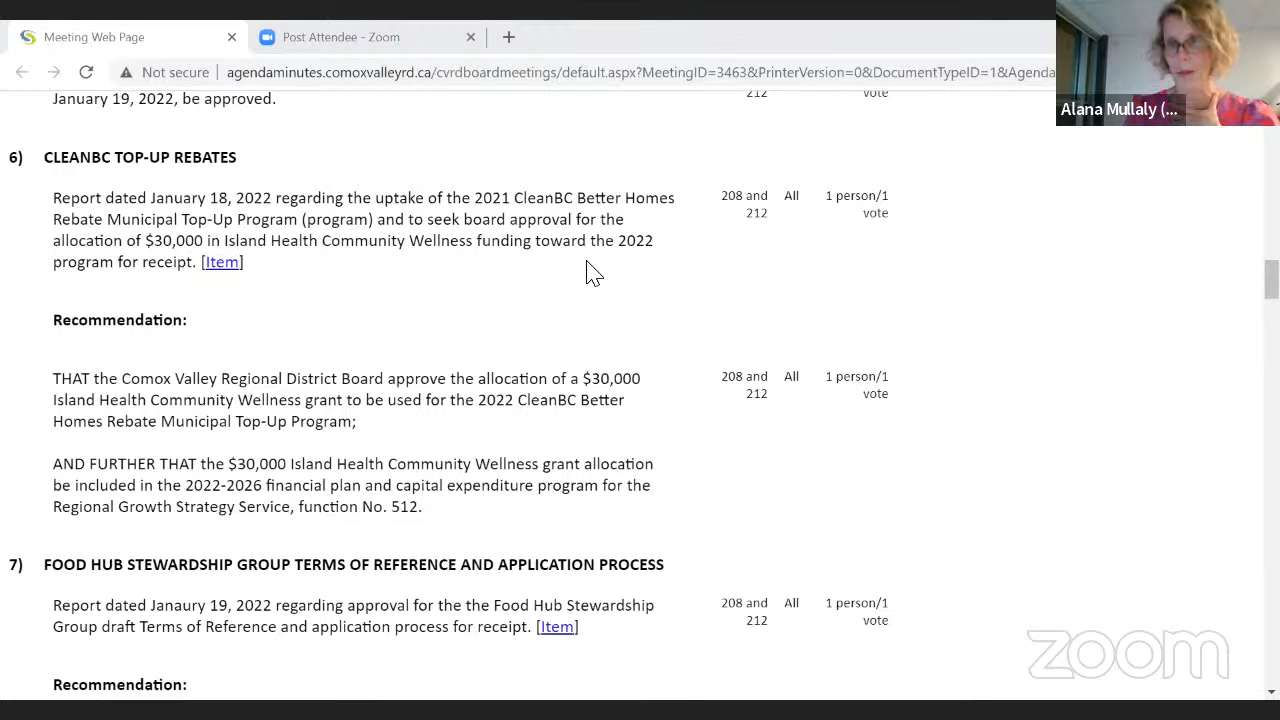 Meeting Web Page
Post Attendee - Zoom
Not secure
agendaminutes.comoxvalleyrd.ca/cvrdboardmeetings/default.aspx?MeetingID=3463&PrinterVersion=0&DocumentTypeID=1&Agenda
Alana Mullaly (...
January 19, 2022, be approved.
212
vote
6) CLEANBC TOP-UP REBATES
Report dated January 18, 2022 regarding the uptake of the 2021 CleanBC Better Homes
Rebate Municipal Top-Up Program (program) and to seek board approval for the
allocation of $30,000 in Island Health Community Wellness funding toward the 2022
program for receipt. [Item]
208 and All 1 person/1
212 vote
Recommendation:
THAT the Comox Valley Regional District Board approve the allocation of a $30,000
Island Health Community Wellness grant to be used for the 2022 CleanBC Better
Homes Rebate Municipal Top-Up Program;
208 and All 1 person/1
212 vote
AND FURTHER THAT the $30,000 Island Health Community Wellness grant allocation
be included in the 2022-2026 financial plan and capital expenditure program for the
Regional Growth Strategy Service, function No. 512.
7) FOOD HUB STEWARDSHIP GROUP TERMS OF REFERENCE AND APPLICATION PROCESS
Report dated Janaury 19, 2022 regarding approval for the the Food Hub Stewardship
Group draft Terms of Reference and application process for receipt. [Item]
208 and All 1 person/1
212 vote
Recommendation:
zoom